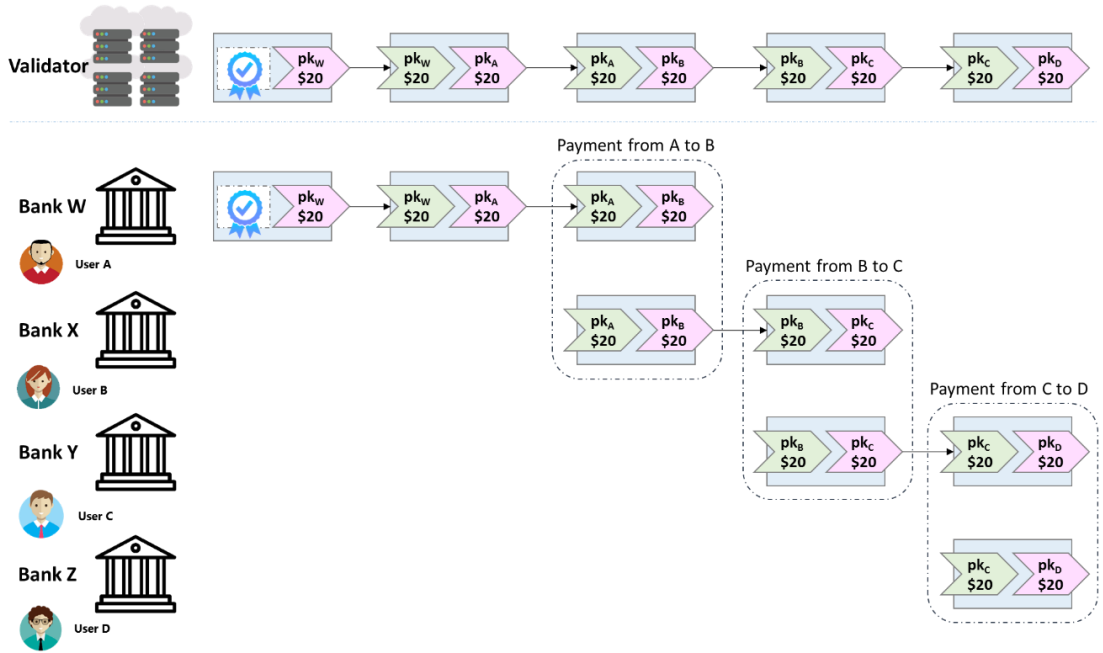 Validator
pkW
$20
pkW
$20
pkA
$20
pkA
$20
pkB
$20
pkB
$20
pkC
$20
pkC
$20
pkD
$20
Payment from A to B
Bank W
User A
pkW
$20
pkW
$20
pkA
$20
pkA
$20
pkB
$20
Payment from B to C
Bank X
User B
pkA
$20
pkB
$20
pkB
$20
pkC
$20
Payment from C to D
Bank Y
User C
pkB
$20
pkC
$20
pkC
$20
pkD
$20
Bank Z
User D
pkC
$20
pkD
$20